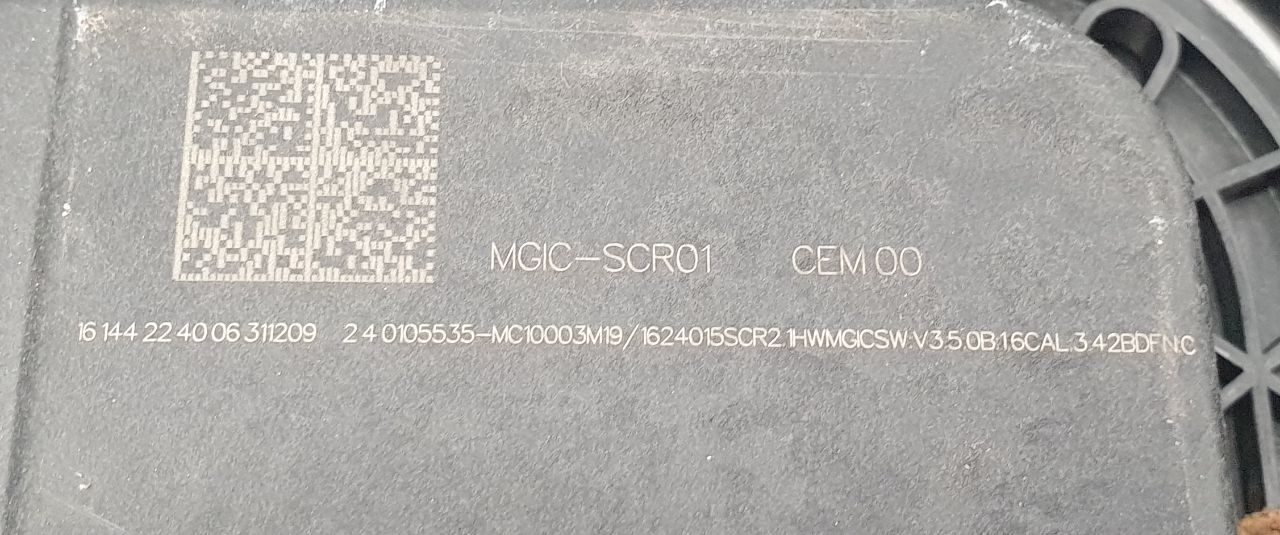 MGIC-SCR01 CEM 00
16 144 22 40 06 311209 2 4 0105535-MC10003M19/1624015SCR2.1HWMGICSW.V3.5.0B.1.6CAL.3.42BDFN.C